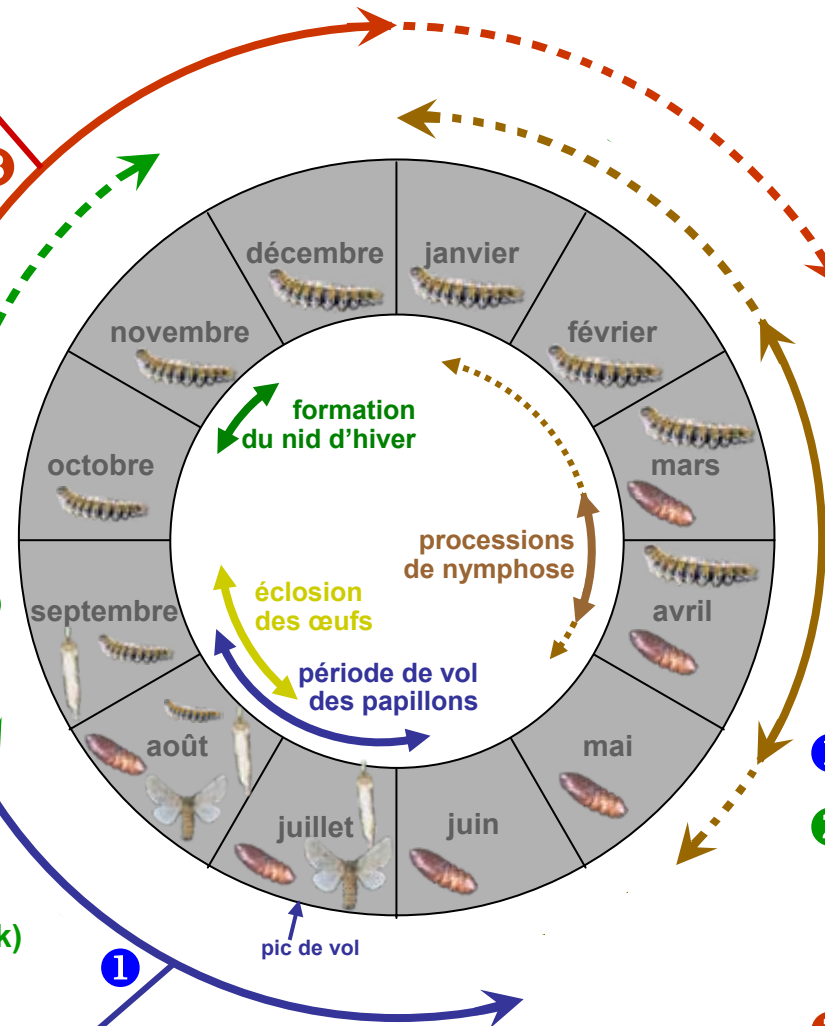 décembre
janvier
novembre
février
formation
du nid d'hiver
octobre
mars
processions
de nymphose
septembre
éclosion
des œufs
avril
période de vol
des papillons
août
mai
juillet
juin
k)
pic de vol
1